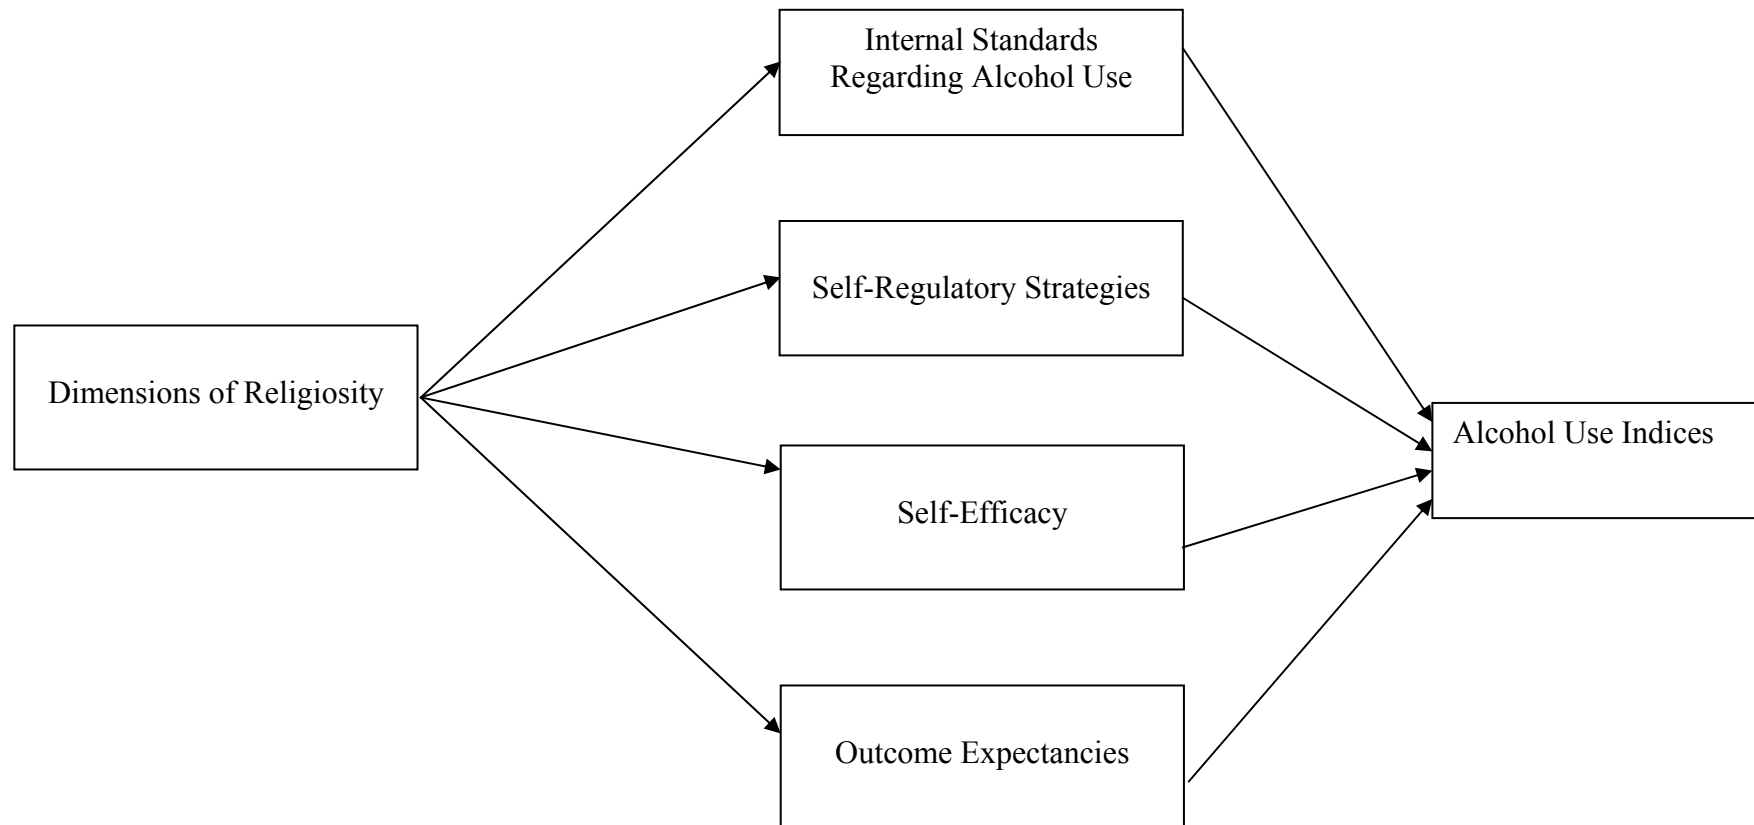 Internal Standards
Regarding Alcohol Use
Self-Regulatory Strategies
Dimensions of Religiosity
Alcohol Use Indices
Self-Efficacy
Outcome Expectancies